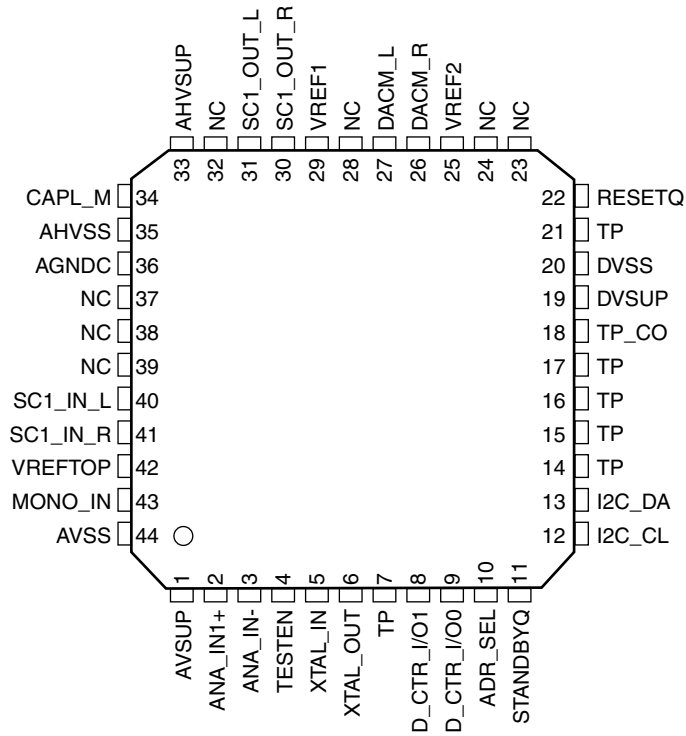 AHVSUP
NC
SC1_OUT_L
SC1_OUT_R
VREF1
NC
DACM_L
DACM_R
VREF2
NC
NC
33 32 31 30 29 28 27 26 25 24 23
CAPL_M 34 22 RESETQ
AHVSS 35 21 TP
AGNDC 36 20 DVSS
NC 37 19 DVSUP
NC 38 18 TP_CO
NC 39 17 TP
SC1_IN_L 40 16 TP
SC1_IN_R 41 15 TP
VREFTOP 42 14 TP
MONO_IN 43 13 I2C_DA
AVSS 44 12 I2C_CL
1 2 3 4 5 6 7 8 9 10 11
AVSUP
ANA_IN1+
ANA_IN-
TESTEN
XTAL_IN
XTAL_OUT
TP
D_CTR_I/O1
D_CTR_I/O0
ADR_SEL
STANDBYQ